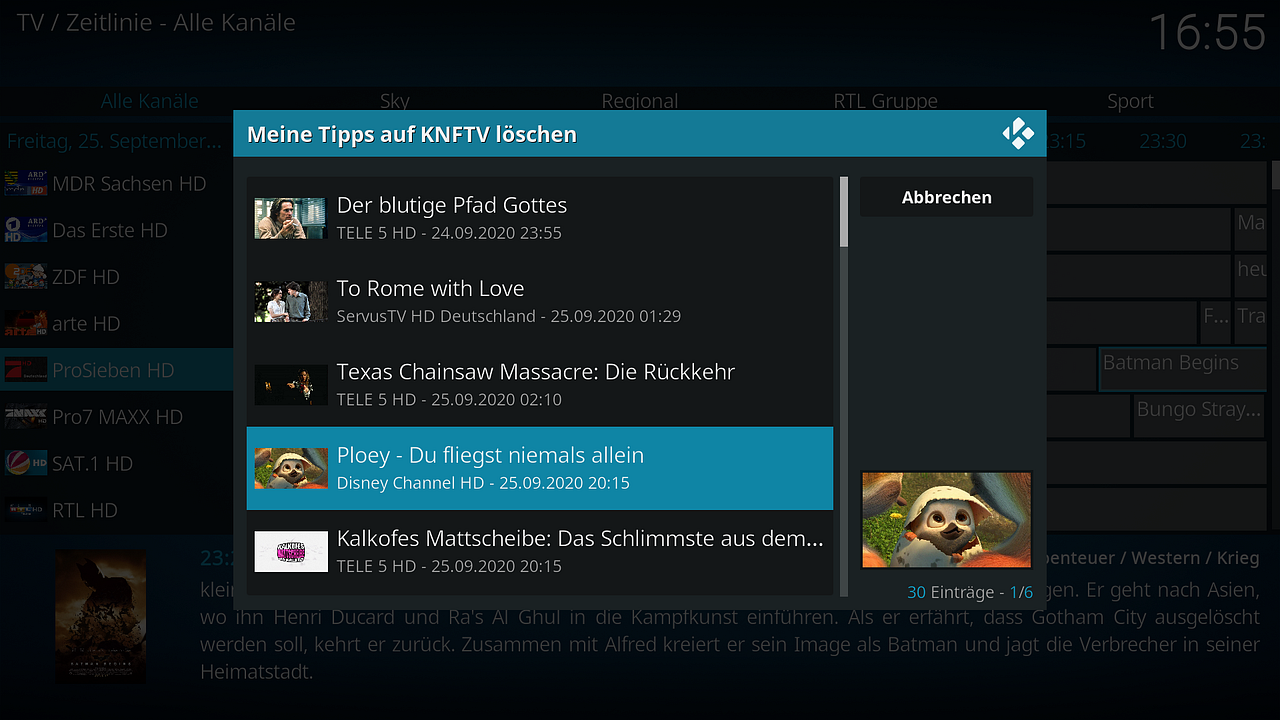 TV / Zeitlinie - Alle Kanäle
16:55
Alle Kanäle
Sky
Regional
RTL Gruppe
Sport
Freitag, 25. September...
3:15
23:30
23:
Meine Tipps auf KNFTV löschen
Der blutige Pfad Gottes
TELE 5 HD - 24.09.2020 23:55
To Rome with Love
ServusTV HD Deutschland - 25.09.2020 01:29
Texas Chainsaw Massacre: Die Rückkehr
TELE 5 HD - 25.09.2020 02:10
Ploey - Du fliegst niemals allein
Disney Channel HD - 25.09.2020 20:15
Kalkofes Mattscheibe: Das Schlimmste aus dem...
TELE 5 HD - 25.09.2020 20:15
Abbrechen
30 Einträge - 1/6
MDR Sachsen HD
Das Erste HD
Ma
ZDF HD
heu
arte HD
F...
Tra
ProSieben HD
Batman Begins
Pro7 MAXX HD
Bungo Stray...
SAT.1 HD
RTL HD
23:2
benteuer / Western / Krieg
klein
gen. Er geht nach Asien,
wo ihn Henri Ducard und Ra's Al Ghul in die Kampfkunst einführen. Als er erfährt, dass Gotham City ausgelöscht
werden soll, kehrt er zurück. Zusammen mit Alfred kreiert er sein Image als Batman und jagt die Verbrecher in seiner
Heimatstadt.
BATMAN BEGINS